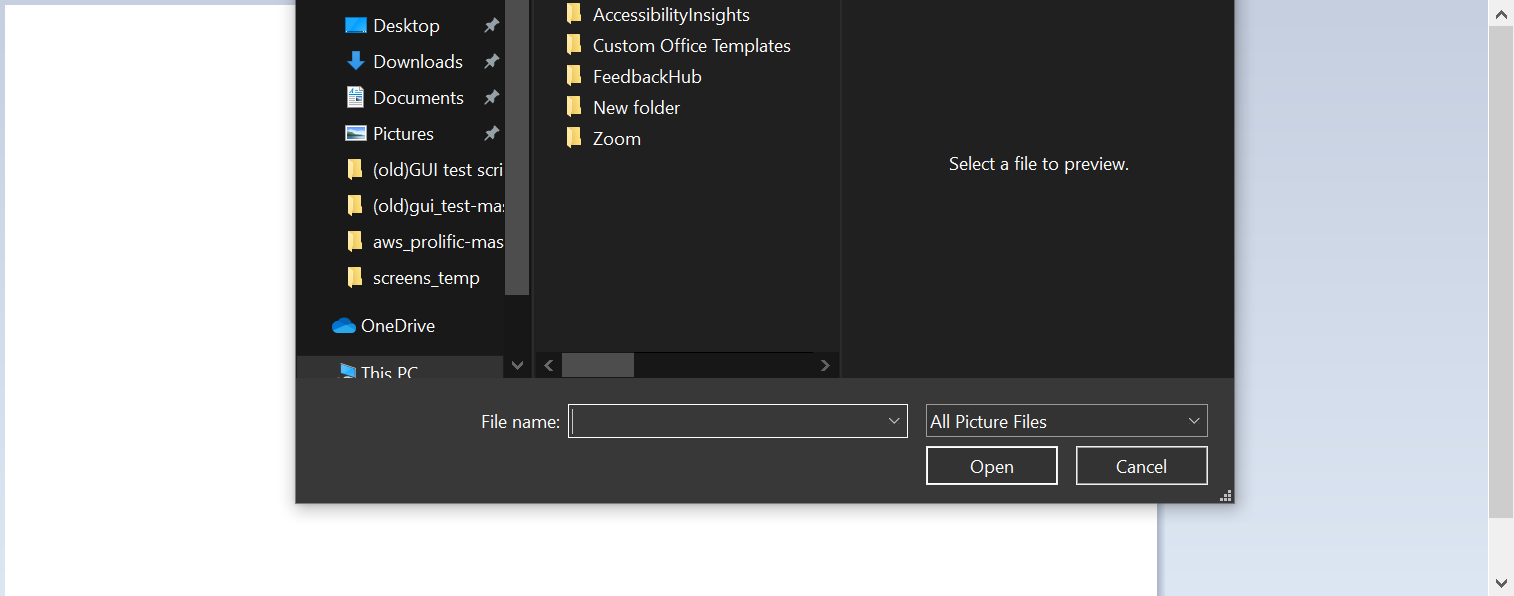 Desktop
Downloads
Documents
Pictures
(old)GUI test scri
(old)gui_test-mas
aws_prolific-mas
screens_temp
OneDrive
This PC
AccessibilityInsights
Custom Office Templates
FeedbackHub
New folder
Zoom
Select a file to preview.
File name:
All Picture Files
Open
Cancel